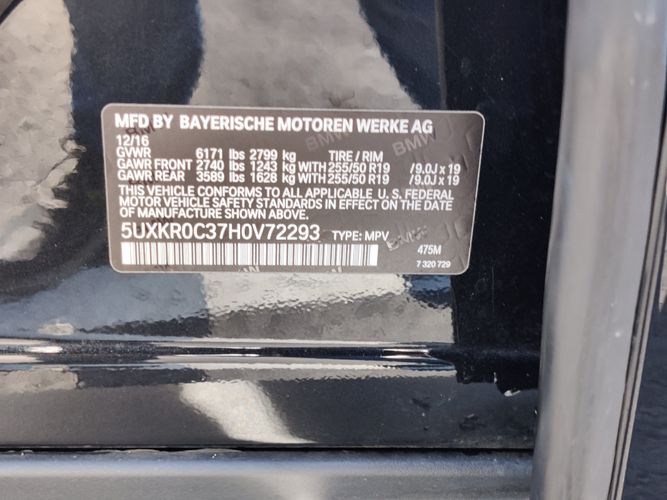 MFD BY BAYERISCHE MOTOREN WERKE AG
12/16
GVWR 6171 lbs 2799 kg TIRE / RIM
GAWR FRONT 2740 lbs 1243 kg WITH 255/50 R19 /9.0J x 19
GAWR REAR 3589 lbs 1628 kg WITH 255/50 R19 /9.0J x 19
THIS VEHICLE CONFORMS TO ALL APPLICABLE U. S. FEDERAL
MOTOR VEHICLE SAFETY STANDARDS IN EFFECT ON THE DATE
OF MANUFACTURE SHOWN ABOVE.
5UXKR0C37H0V72293 TYPE: MPV
475M
7 320 729